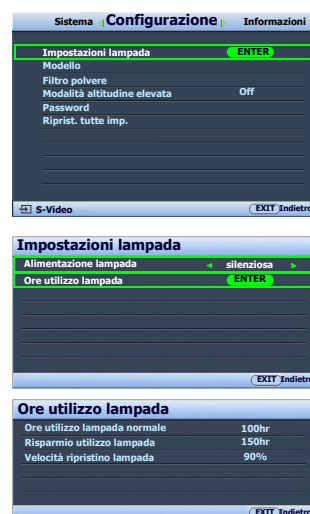 Sistema Configurazione Informazioni
Impostazioni lampada ENTER
Modello
Filtro polvere
Modalità altitudine elevata Off
Password
Riprist. tutte imp.
S-Video EXIT Indietro
Impostazioni lampada
Alimentazione lampada silenziosa
Ore utilizzo lampada ENTER
EXIT Indietro
Ore utilizzo lampada
Ore utilizzo lampada normale 100hr
Risparmio utilizzo lampada 150hr
Velocità ripristino lampada 90%
EXIT Indietro